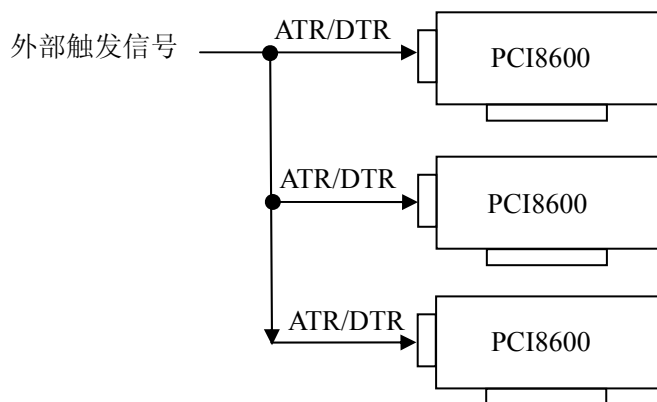 外部触发信号
ATR/DTR
PCI8600
ATR/DTR
PCI8600
ATR/DTR
PCI8600